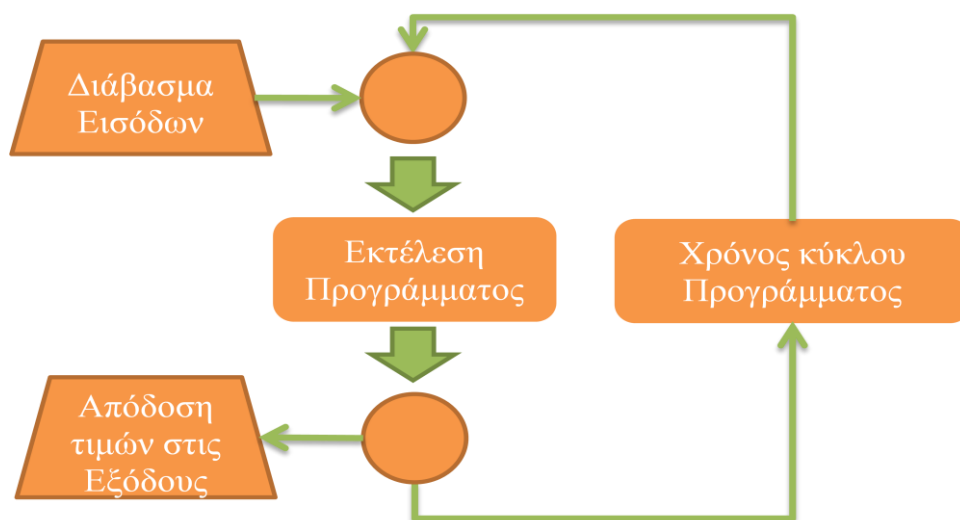 Διάβασμα
Εισόδων
Εκτέλεση
Προγράμματος
Χρόνος κύκλου
Προγράμματος
Απόδοση
τιμών στις
Εξόδους